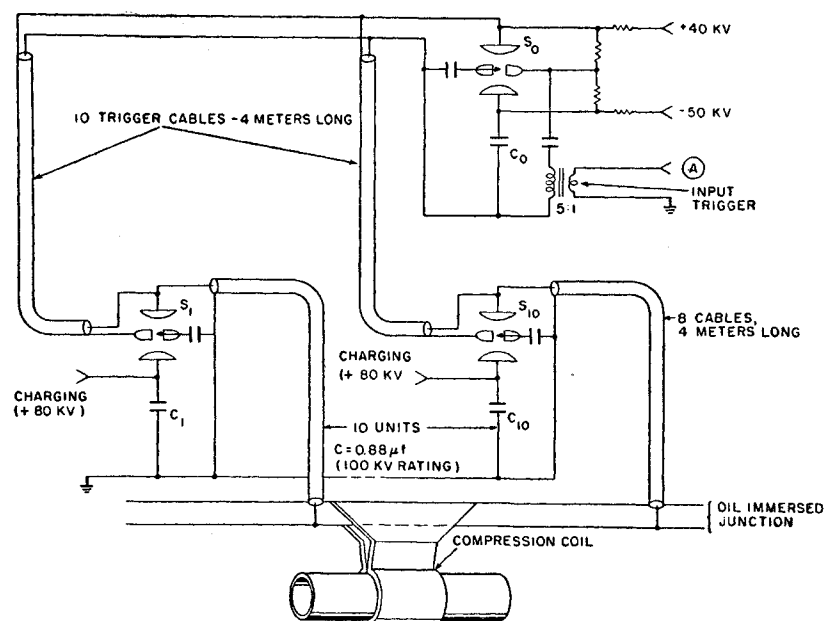 S₀
+40 KV
10 TRIGGER CABLES -4 METERS LONG
-50 KV
C₀
A
5:1
INPUT
TRIGGER
S₁
S₁₀
8 CABLES,
4 METERS LONG
CHARGING
(+ 80 KV
CHARGING
(+ 80 KV)
C₁
C₁₀
10 UNITS
C=0.88μf
(100 KV RATING)
OIL IMMERSED
JUNCTION
COMPRESSION COIL